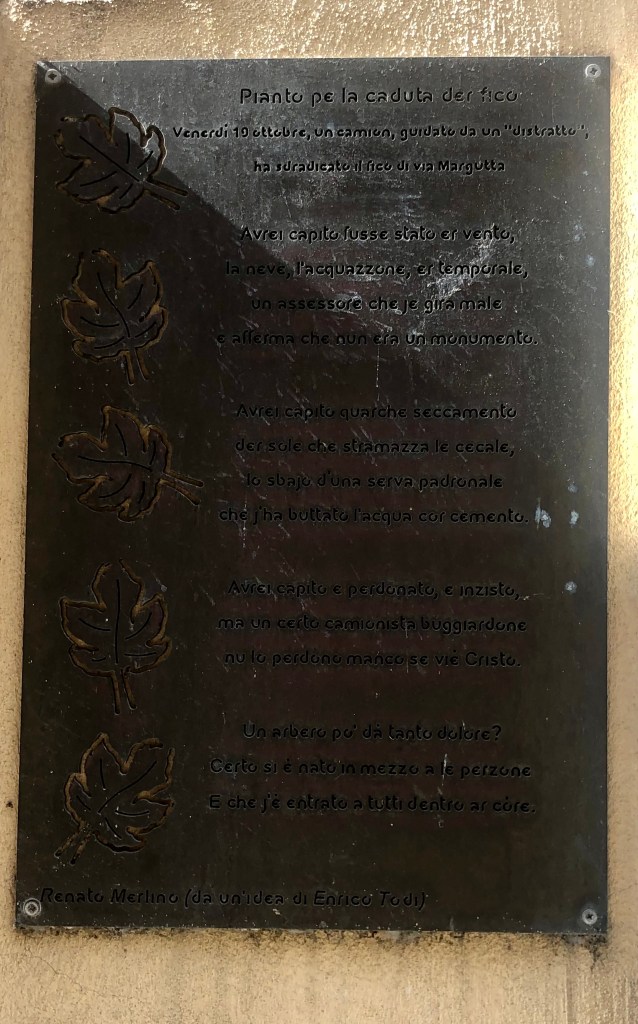 Pianto pe la caduta der fico
Venerdì 19 ottobre, un camion, guidato da un "distratto",
ha sdradicato il fico di via Margutta
Avrei capito fusse stato er vento,
la neve, l'acquazzone, er temporale,
un assessore che je gira male
e afferma che nun era un monumento.
Avrei capito quarche seccamento
der sole che stramazza le cecale,
lo sbajo d'una serva padronale
che j'ha buttato l'acqua cor cemento.
Avrei capito e perdonato, e inzisto,
ma un certo camionista buggiardone
nu lo perdono manco se viè Cristo.
Un arbero po' dà tanto dolore?
Certo si è nato in mezzo a le perzone
E che j'è entrato a tutti dentro ar còre.
Renato Merlino (da un'idea di Enrico Todi)